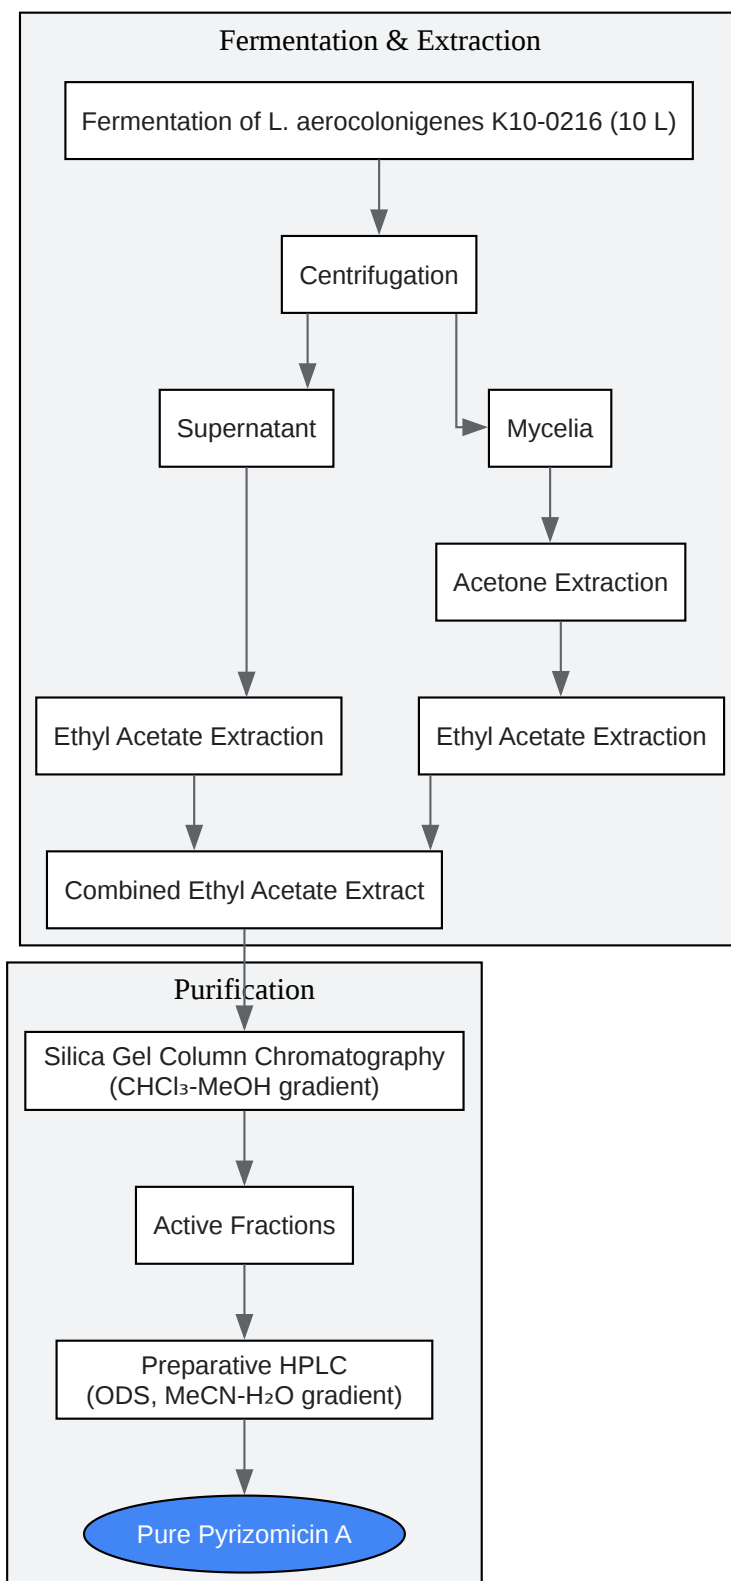 Fermentation & Extraction
Fermentation of L. aerocolonigenes K10-0216 (10 L)
Centrifugation
Supernatant
Mycelia
Acetone Extraction
Ethyl Acetate Extraction
Ethyl Acetate Extraction
Combined Ethyl Acetate Extract
Purification
Silica Gel Column Chromatography
(CHCl₃-MeOH gradient)
Active Fractions
Preparative HPLC
(ODS, MeCN-H₂O gradient)
Pure Pyrizomicin A